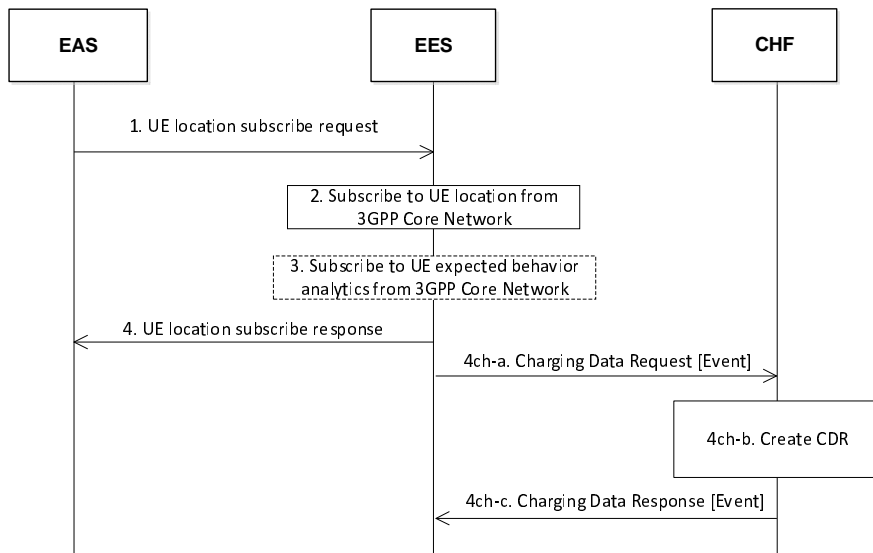 EAS
EES
CHF
1. UE location subscribe request
2. Subscribe to UE location from
3GPP Core Network
3. Subscribe to UE expected behavior
analytics from 3GPP Core Network
4. UE location subscribe response
4ch-a. Charging Data Request [Event]
4ch-b. Create CDR
4ch-c. Charging Data Response [Event]